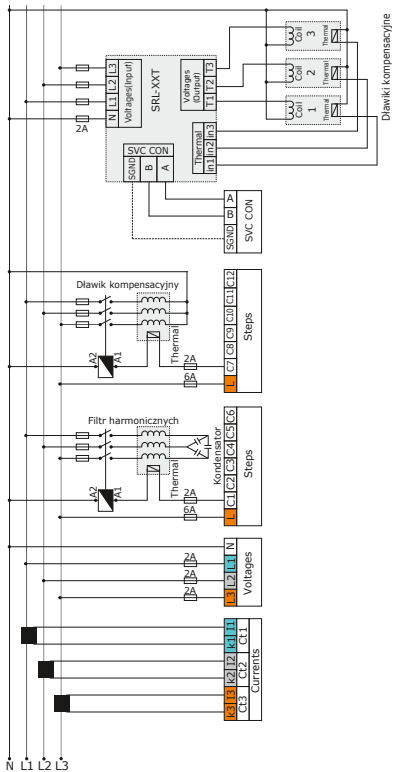 L3
L2
L1
N
2A
Voltages(Input)
SRL-XXT
Voltages
(Output)
T3
T2
T1
Thermal
in3
in2
in1
SVC CON
SGND
B
A
Coil
3
Thermal
Coil
2
Thermal
Coil
1
Thermal
Dławiki kompensacyjne
A
B
SGND
SVC CON
Dławik kompensacyjny
A2
A1
Thermal
2A
6A
L
C7
C8
C9
C10
C11
C12
Steps
Filtr harmonicznych
A2
A1
Thermal
Kondensator
2A
6A
L
C1
C2
C3
C4
C5
C6
Steps
2A
2A
2A
N
L1
L2
L3
Voltages
k1
I1
k2
I2
k3
I3
Ct1
Ct2
Ct3
Currents
N L1 L2 L3